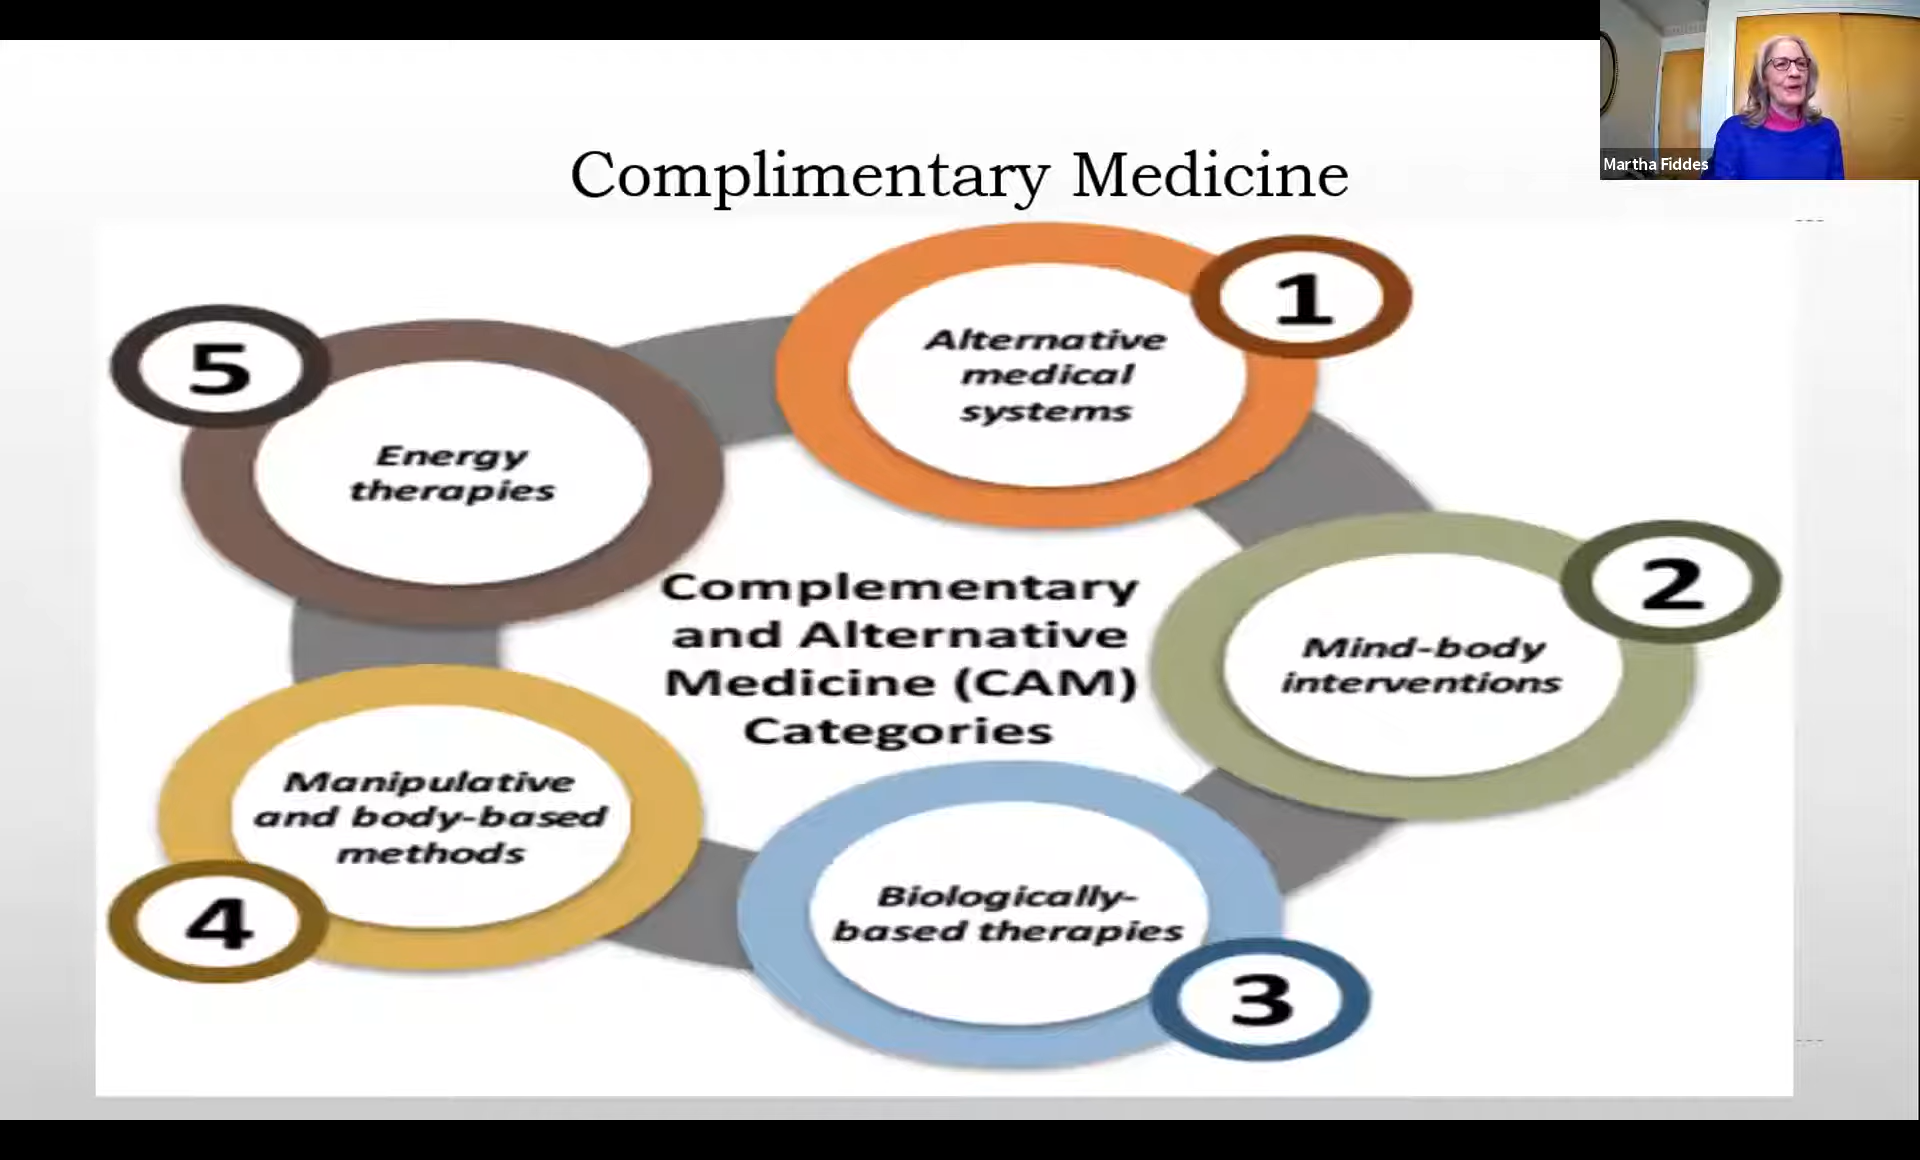 Martha Fiddes
Complimentary Medicine
1
Alternative
medical
systems
2
Mind-body
interventions
3
Biologically-
based therapies
4
Manipulative
and body-based
methods
5
Energy
therapies
Complementary
and Alternative
Medicine (CAM)
Categories